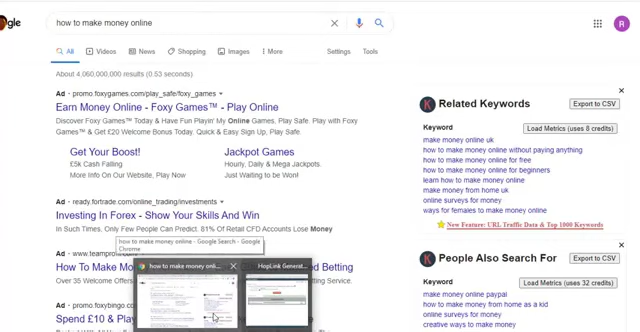 gle
how to make money online
R
All
Videos
News
Shopping
Images
More
Settings
Tools
About 4,060,000,000 results (0.53 seconds)
Ad · promo.foxygames.com/play_safe/foxy_games
Earn Money Online - Foxy Games™ - Play Online
Discover Foxy Games™ Today & Have Fun Playin' My Online Games, Play Safe. Play with Foxy
Games™ & Get £20 Welcome Bonus Today. Quick & Easy Sign Up, Play Safe.
Get Your Boost!
£5k Cash Falling
More Info On Our Website, Play Now
Jackpot Games
Hourly, Daily & Mega Jackpots.
Just Waiting to be Won!
Ad · ready.fortrade.com/online_trading/investments
Investing In Forex - Show Your Skills And Win
In Such Times, Only Few People Can Predict. 81% Of Retail CFD Accounts Lose Money
how to make money online - Google Search - Google
Chrome
Ad · www.teamprofit.com
How To Make
d Betting
Over 35 Welcome Offers
ting Service.
Ad · promo.foxybingo.com
Spend £10 & Play
how to make money onli...
HopLink Generat...
K
Related Keywords
Export to CSV
Keyword
Load Metrics (uses 8 credits)
make money online uk
how to make money online without paying anything
how to make money online for free
how to make money online for beginners
learn how to make money online
make money from home uk
online surveys for money
ways for females to make money online
New Feature: URL Traffic Data & Top 1000 Keywords
K
People Also Search For
Export to CSV
Keyword
Load Metrics (uses 32 credits)
make money online paypal
how to make money from home as a kid
online surveys for money
creative ways to make money